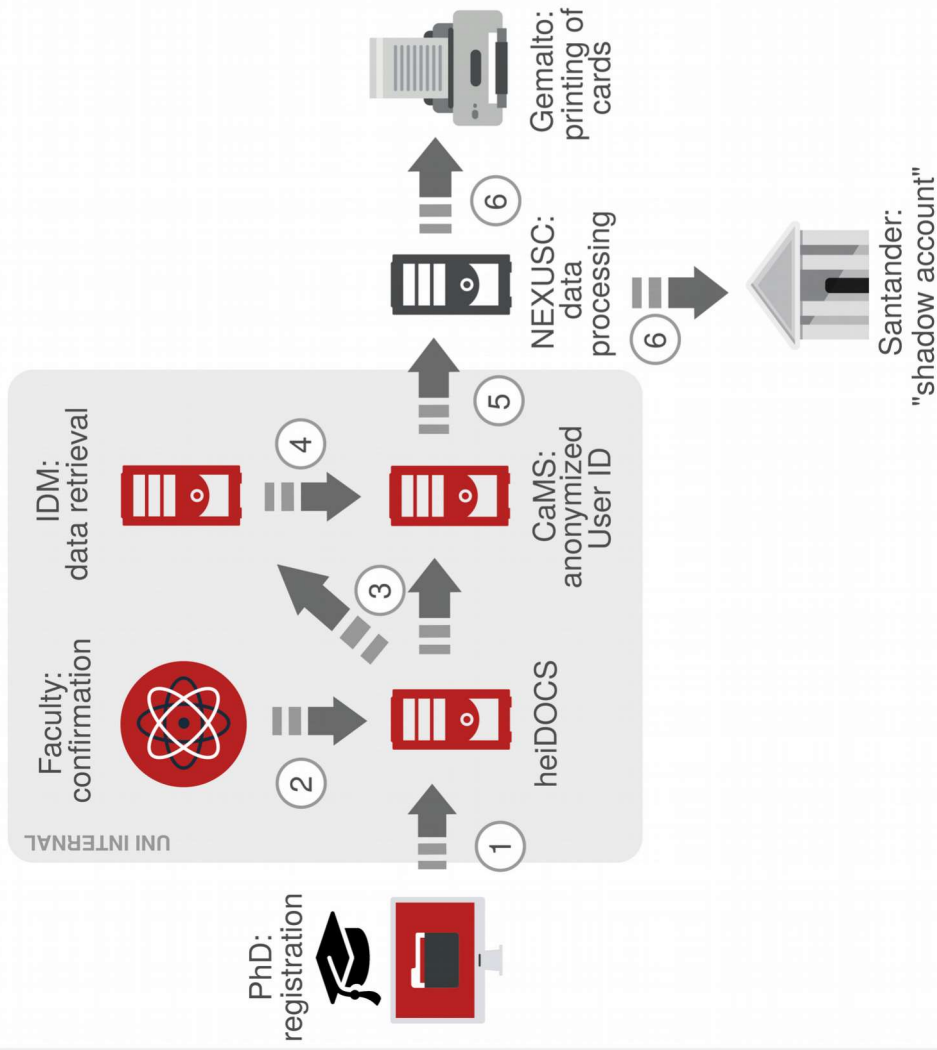 UNI INTERNAL
PhD:
registration
1
Faculty:
confirmation
2
heiDOCS
3
IDM:
data retrieval
4
CaMS:
anonymized
User ID
5
NEXUSC:
data
processing
6
Gemalto:
printing of
cards
6
Santander:
"shadow account"